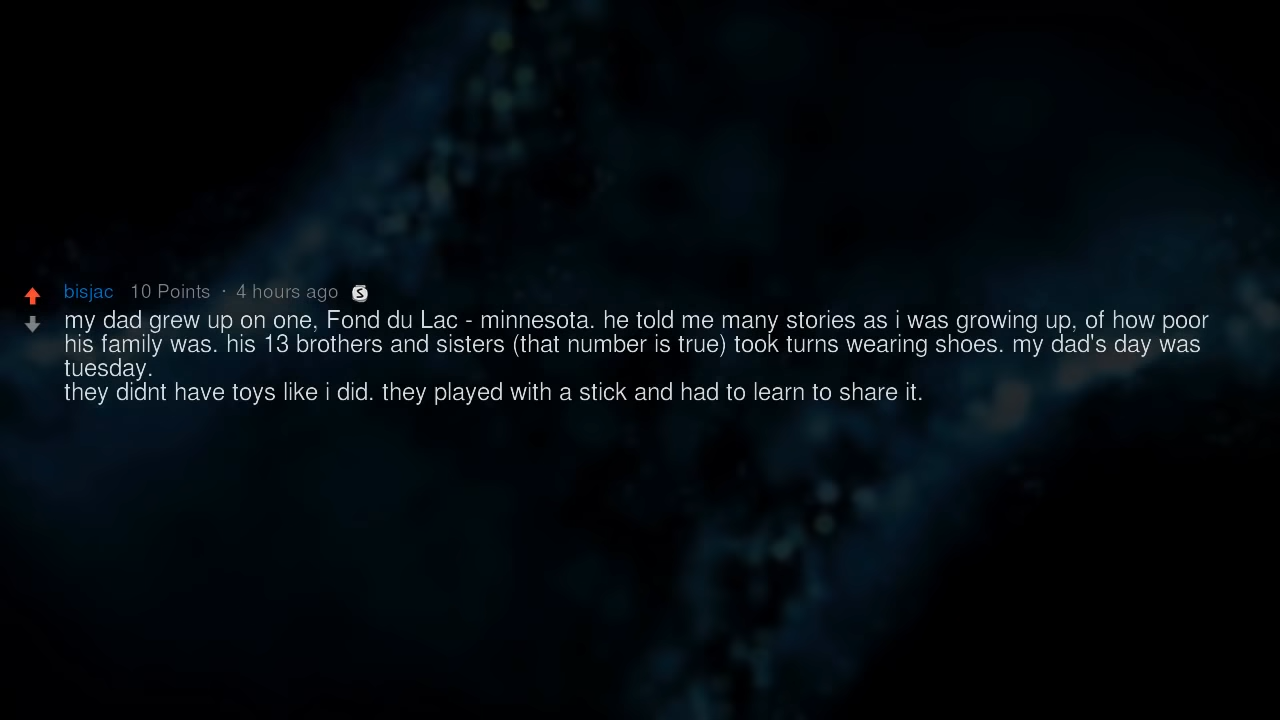 bisjac 10 Points · 4 hours ago S
my dad grew up on one, Fond du Lac - minnesota. he told me many stories as i was growing up, of how poor
his family was. his 13 brothers and sisters (that number is true) took turns wearing shoes. my dad's day was
tuesday.
they didnt have toys like i did. they played with a stick and had to learn to share it.